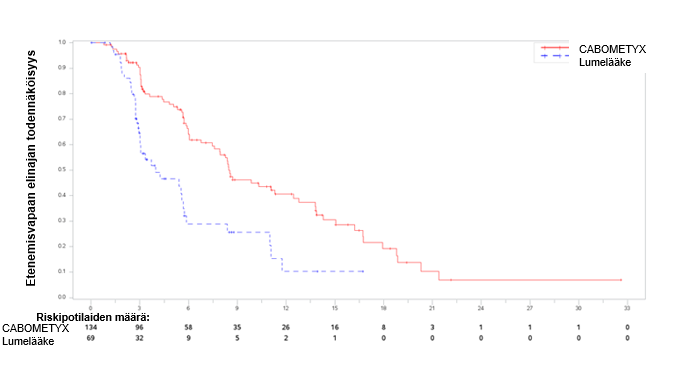 CABOMETYX
Lumelääke
Etenemisvapaan elinajan todennäköisyys
1.0
0.9
0.8
0.7
0.6
0.5
0.4
0.3
0.2
0.1
0.0
0 3 6 9 12 15 18 21 24 27 30 33
Riskipotilaiden määrä:
CABOMETYX 134 96 58 35 26 16 8 3 1 1 1 0
Lumelääke 69 32 9 5 2 1 0 0 0 0 0 0